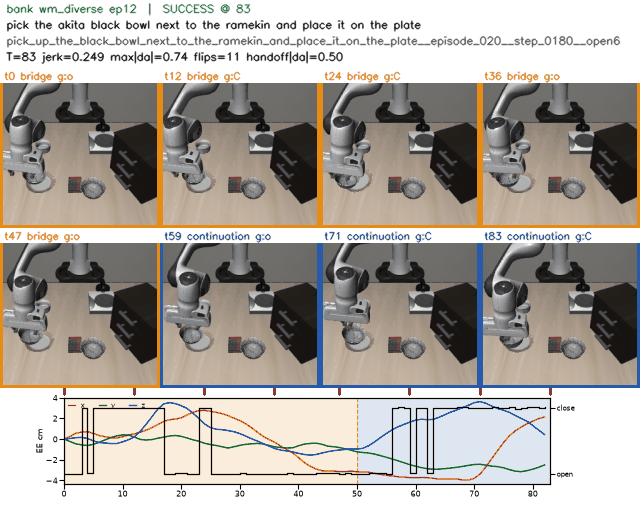 bank wm_diverse ep12 | SUCCESS @ 83
pick the akita black bowl next to the ramekin and place it on the plate
pick_up_the_black_bowl_next_to_the_ramekin_and_place_it_on_the_plate__episode_020__step_0180__open6
T=83 jerk=0.249 max|da|=0.74 flips=11 handoff|da|=0.50
t0 bridge g:o
t12 bridge g:C
t24 bridge g:C
t36 bridge g:o
t47 bridge g:o
t59 continuation g:o
t71 continuation g:C
t83 continuation g:C
x y z
EE cm
4
2
0
−2
−4
close
open
0 10 20 30 40 50 60 70 80